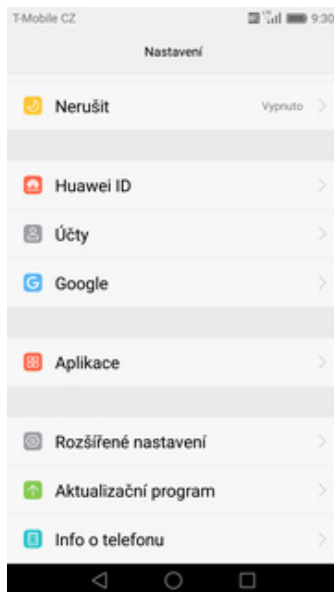 T-Mobile CZ 9:30
Nastavení
Nerušit Vypnuto
Huawei ID
Účty
Google
Aplikace
Rozšířené nastavení
Aktualizační program
Info o telefonu